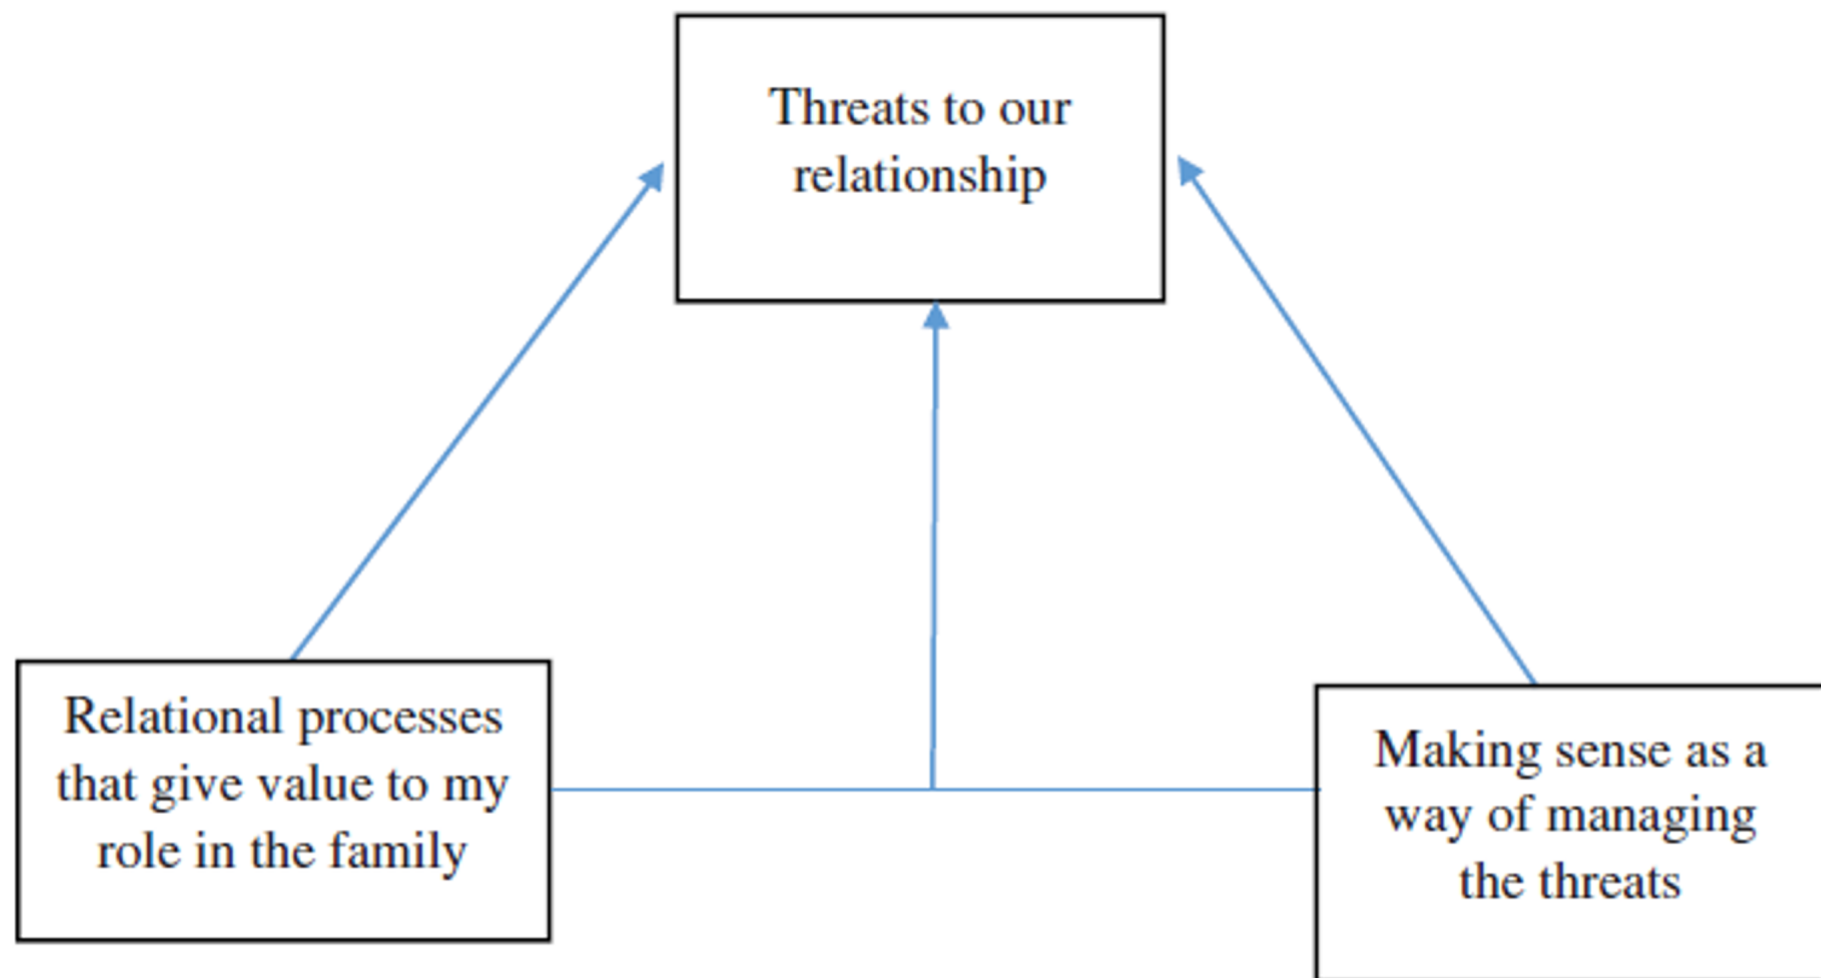 Threats to our
relationship
Relational processes
that give value to my
role in the family
Making sense as a
way of managing
the threats